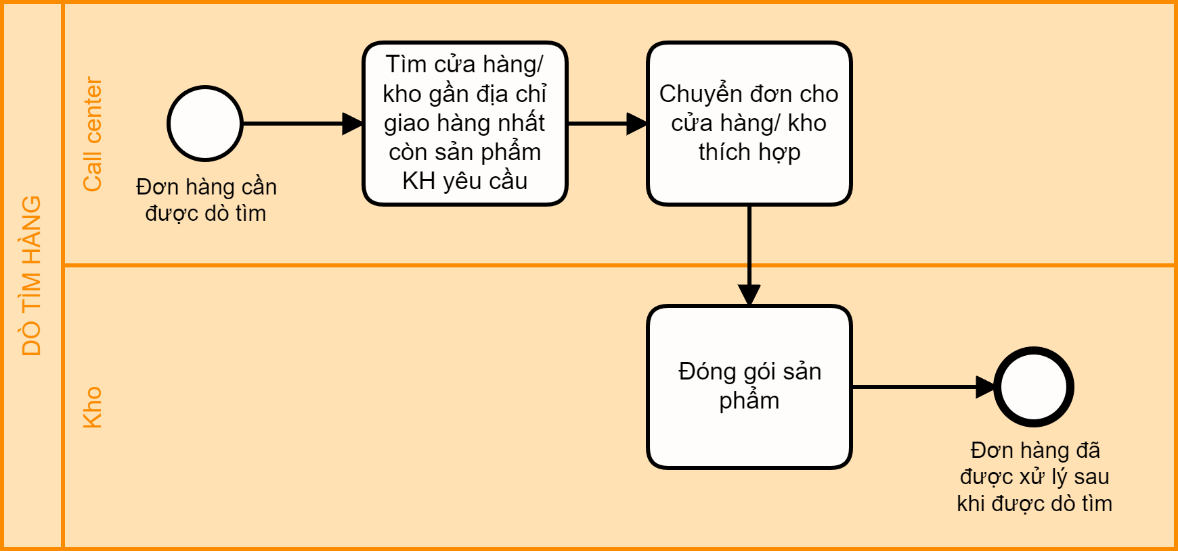 DÒ TÌM HÀNG
Call center
Đơn hàng cần
được dò tìm
Tìm cửa hàng/
kho gần địa chỉ
giao hàng nhất
còn sản phẩm
KH yêu cầu
Chuyển đơn cho
cửa hàng/ kho
thích hợp
Kho
Đóng gói sản
phẩm
Đơn hàng đã
được xử lý sau
khi được dò tìm